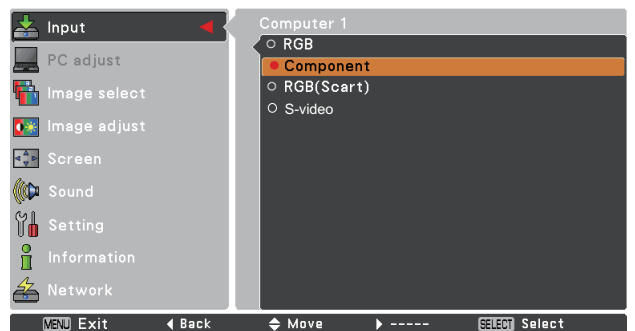 Input
PC adjust
Image select
Image adjust
Screen
Sound
Setting
Information
Network
Computer 1
RGB
Component
RGB(Scart)
S-video
MENU Exit Back Move ----- SELECT Select